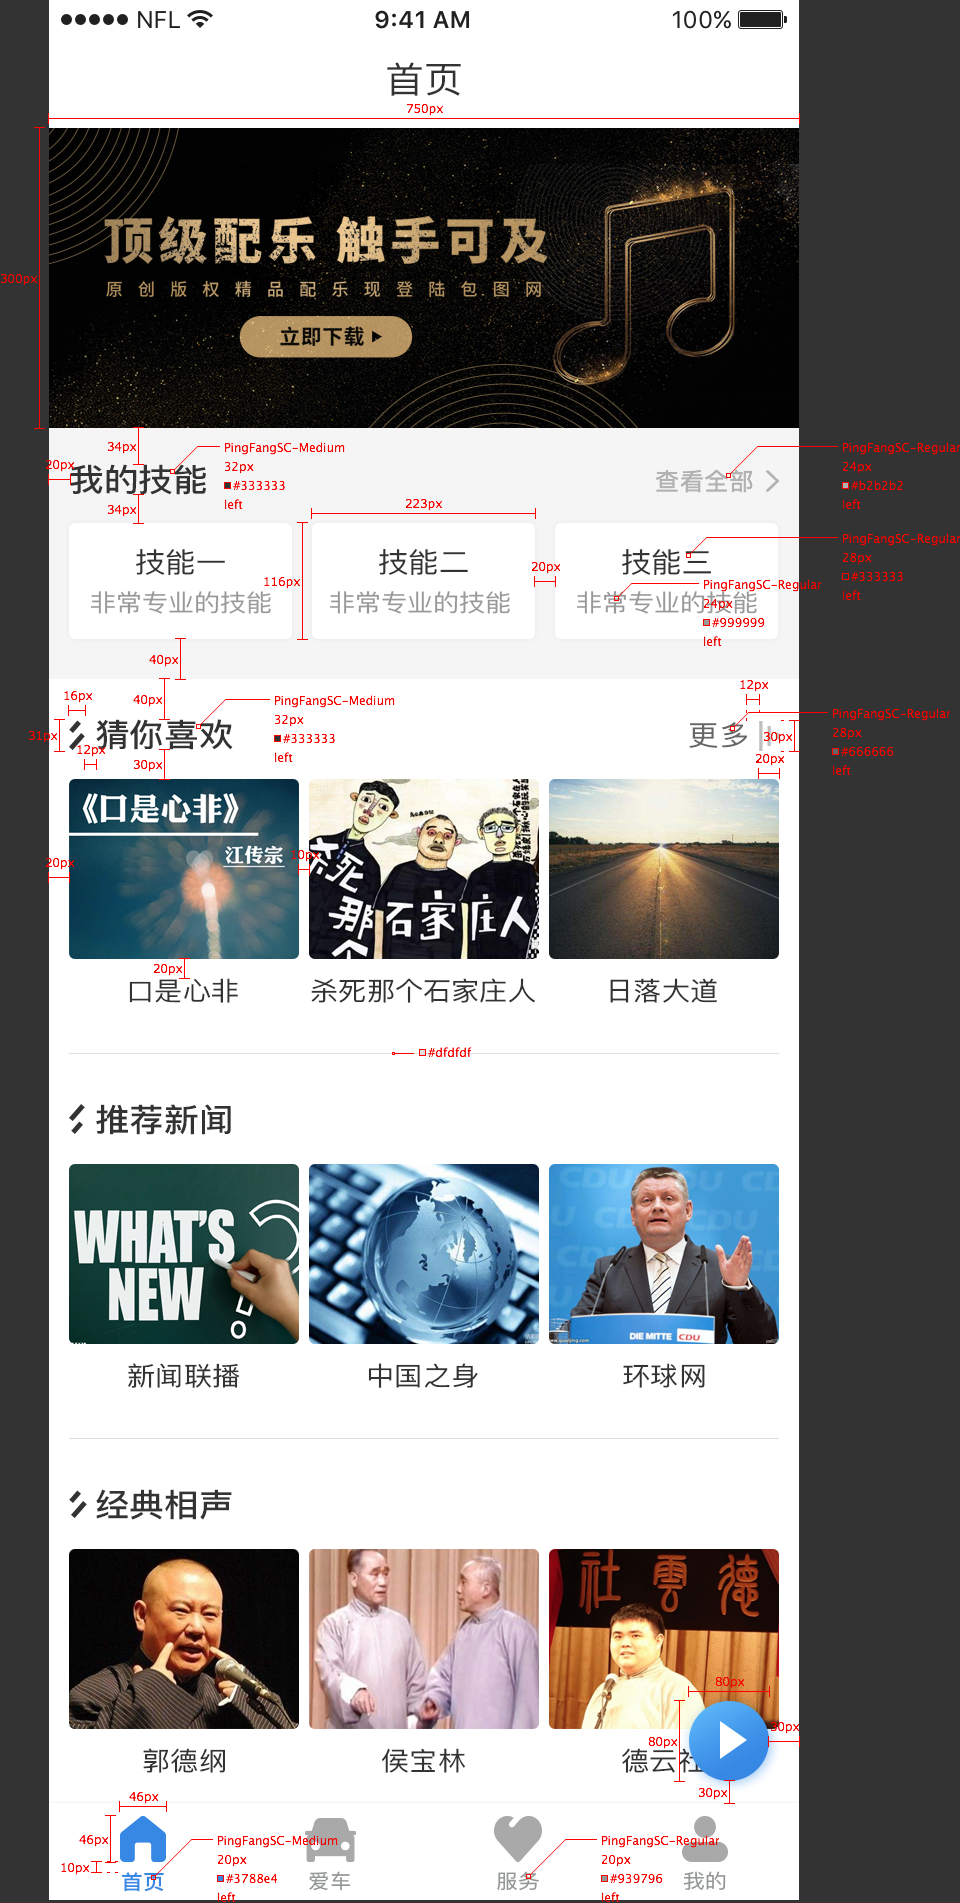 NFL 9:41 AM 100%
首页
750px
300px
顶级配乐 触手可及
原创版权精品配乐现登陆包.图网
立即下载
34px
PingFangSC-Medium
32px
#333333
left
20px
我的技能
查看全部
PingFangSC-Regular
24px
#b2b2b2
left
34px
223px
技能一
技能二
技能三
PingFangSC-Regular
28px
#333333
left
116px
20px
非常专业的技能
非常专业的技能
非常专业的技能
PingFangSC-Regular
24px
#999999
left
40px
40px
16px
PingFangSC-Medium
32px
#333333
left
12px
31px
猜你喜欢
更多
30px
PingFangSC-Regular
28px
#666666
left
12px
30px
20px
《口是心非》
江传宗
20px
杀死那个石家庄人
20px
口是心非
杀死那个石家庄人
日落大道
#dfdfdf
推荐新闻
WHAT'S
NEW
CDU
DIE MITTE CDU
新闻联播
中国之身
环球网
经典相声
德雲社
80px
80px
30px
郭德纲
侯宝林
德云社
46px
46px
10px
PingFangSC-Medium
20px
#3788e4
left
PingFangSC-Regular
20px
#939796
left
首页
爱车
服务
我的